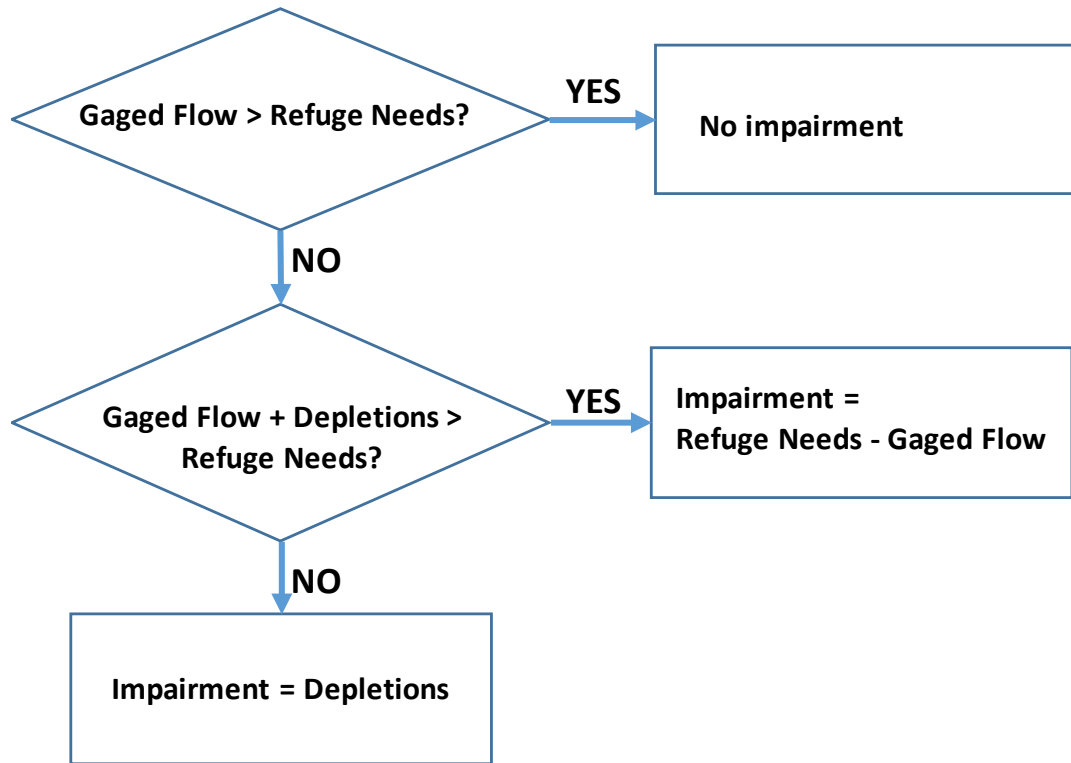 Gaged Flow > Refuge Needs?
YES
No impairment
NO
Gaged Flow + Depletions >
Refuge Needs?
YES
Impairment =
Refuge Needs - Gaged Flow
NO
Impairment = Depletions